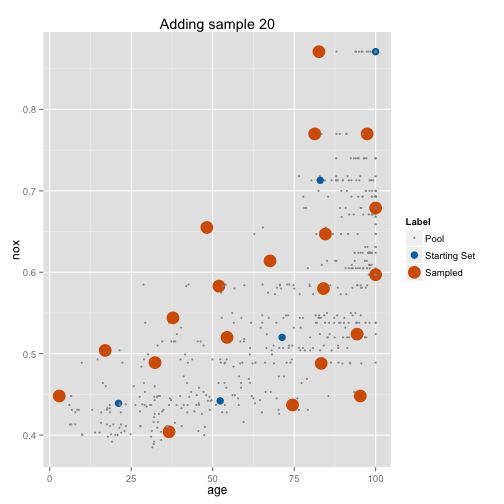 Adding sample 20
0.8
0.7
0.6
0.5
0.4
nox
0 25 50 75 100
age
Label
Pool
Starting Set
Sampled